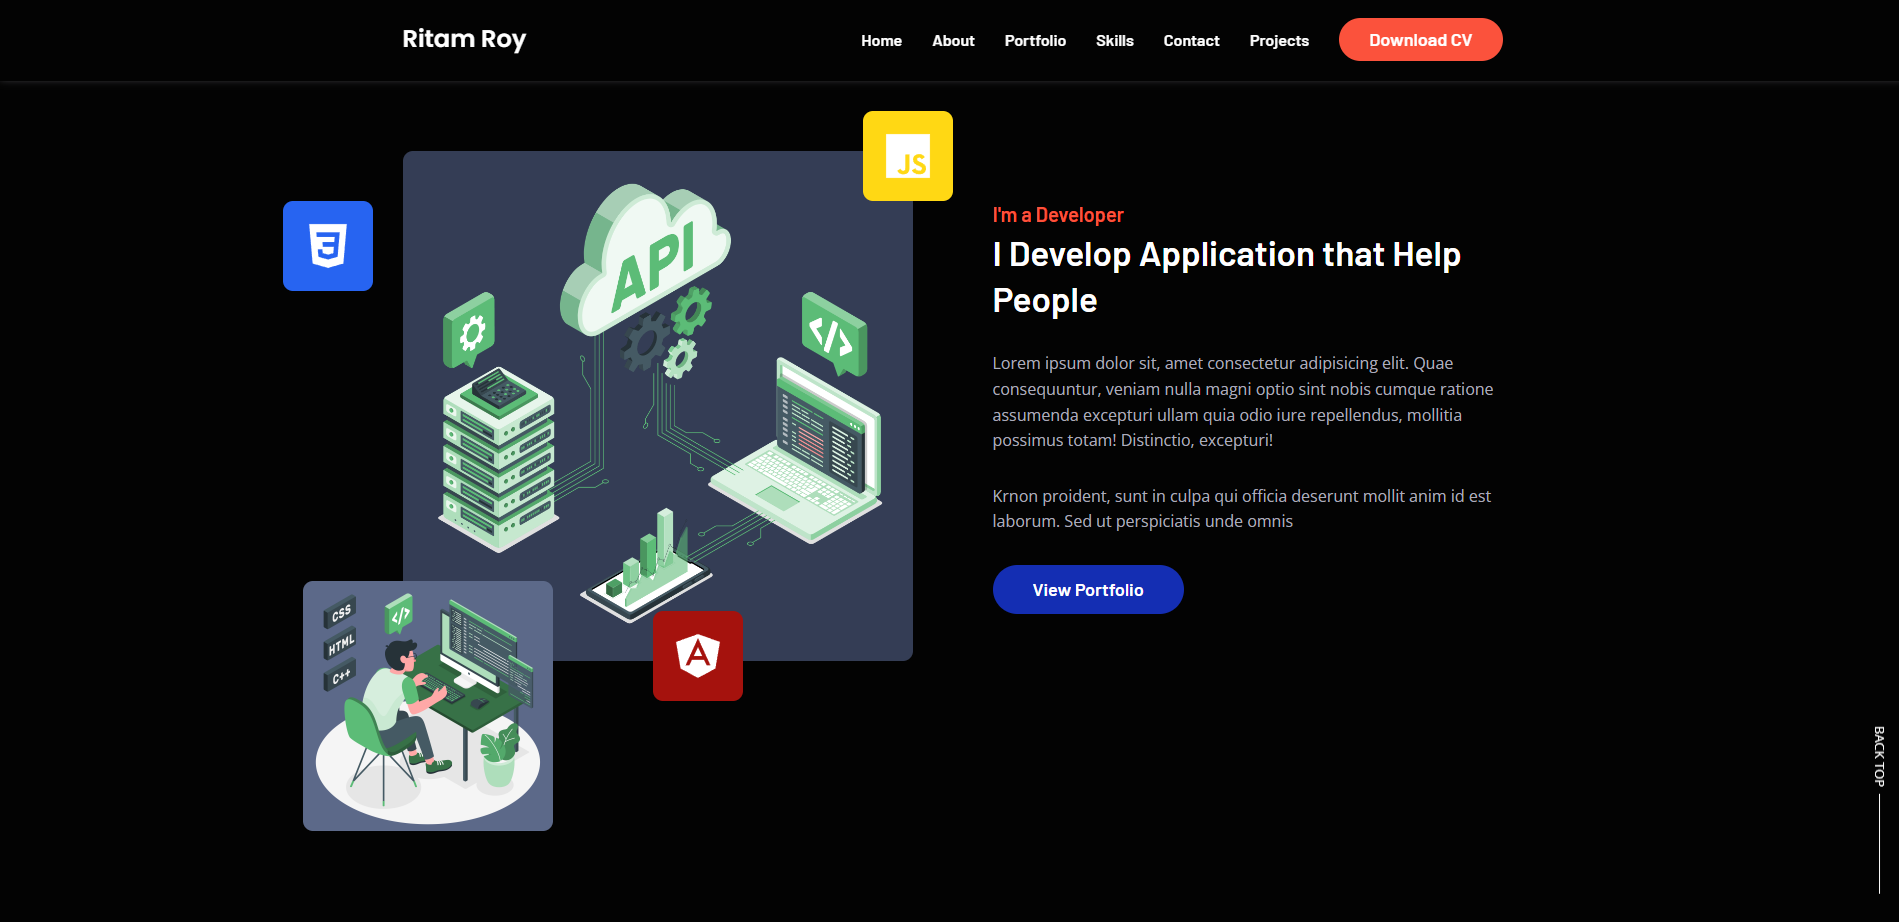 Ritam Roy
Home About Portfolio Skills Contact Projects Download CV
JS
3
API
</>
I'm a Developer
I Develop Application that Help
People
Lorem ipsum dolor sit, amet consectetur adipisicing elit. Quae
consequuntur, veniam nulla magni optio sint nobis cumque ratione
assumenda excepturi ullam quia odio iure repellendus, mollitia
possimus totam! Distinctio, excepturi!
Krnon proident, sunt in culpa qui officia deserunt mollit anim id est
laborum. Sed ut perspiciatis unde omnis
View Portfolio
CSS
</>
HTML
C++
A
BACK TOP